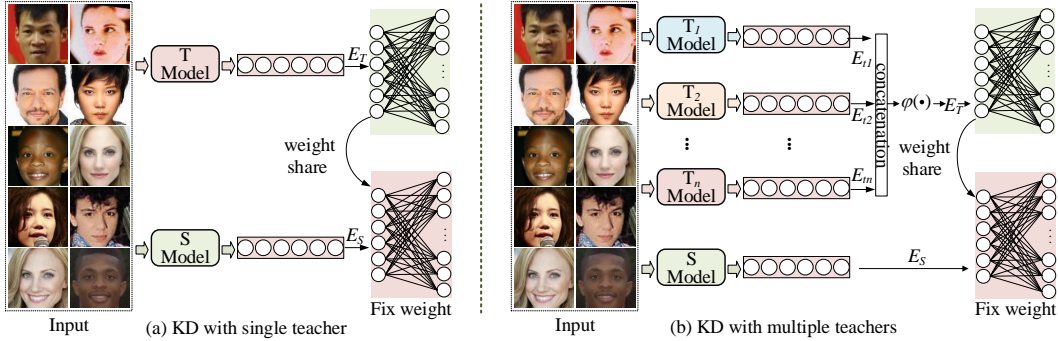 T
Model
E_T
weight
share
S
Model
E_S
Fix weight
Input
(a) KD with single teacher
T_1
Model
E_t1
T_2
Model
E_t2
T_n
Model
E_tn
concatenation
φ(•)
E_T
weight
share
S
Model
E_S
Fix weight
Input
(b) KD with multiple teachers